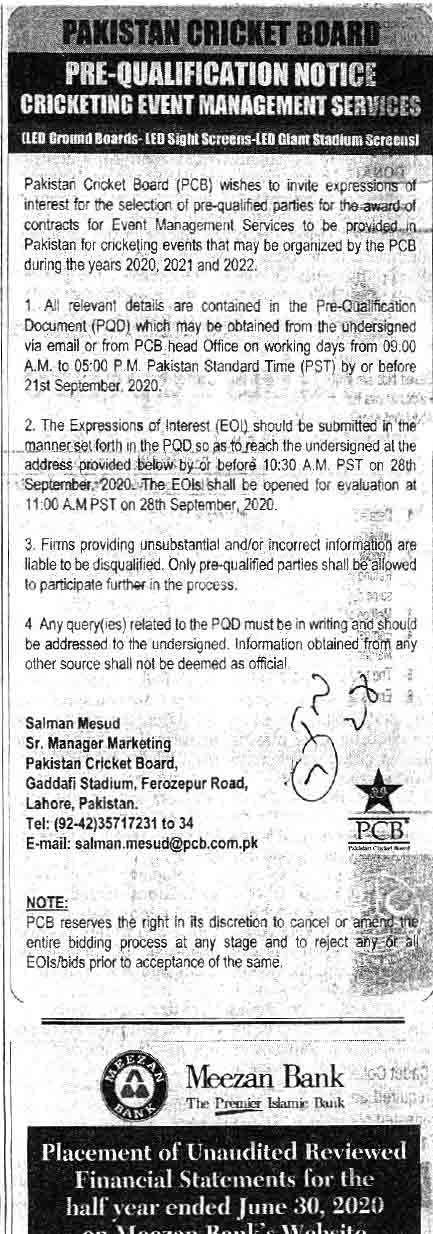 PAKISTAN CRICKET BOARD
PRE-QUALIFICATION NOTICE
CRICKETING EVENT MANAGEMENT SERVICES
(LED Ground Boards- LED Sight Screens-LED Giant Stadium Screens)
Pakistan Cricket Board (PCB) wishes to invite expressions of
interest for the selection of pre-qualified parties for the award of
contracts for Event Management Services to be provided in
Pakistan for cricketing events that may be organized by the PCB
during the years 2020, 2021 and 2022.
1. All relevant details are contained in the Pre-Qualification
Document (PQD) which may be obtained from the undersigned
via email or from PCB head Office on working days from 09:00
A.M. to 05:00 P.M. Pakistan Standard Time (PST) by or before
21st September, 2020.
2. The Expressions of Interest (EOI) should be submitted in the
manner set forth in the PQD so as to reach the undersigned at the
address provided below by or before 10:30 A.M. PST on 28th
September, 2020. The EOIs shall be opened for evaluation at
11:00 A.M PST on 28th September, 2020.
3. Firms providing unsubstantial and/or incorrect information are
liable to be disqualified. Only pre-qualified parties shall be allowed
to participate further in the process.
4 Any query(ies) related to the PQD must be in writing and should
be addressed to the undersigned. Information obtained from any
other source shall not be deemed as official.
Salman Mesud
Sr. Manager Marketing
Pakistan Cricket Board,
Gaddafi Stadium, Ferozepur Road,
Lahore, Pakistan.
Tel: (92-42)35717231 to 34
E-mail: salman.mesud@pcb.com.pk
PCB
Pakistan Cricket Board
NOTE:
PCB reserves the right in its discretion to cancel or amend the
entire bidding process at any stage and to reject any or all
EOIs/bids prior to acceptance of the same.
MEEZAN BANK
Meezan Bank
The Premier Islamic Bank
Placement of Unaudited Reviewed
Financial Statements for the
half year ended June 30, 2020
on Meezan Bank's Website